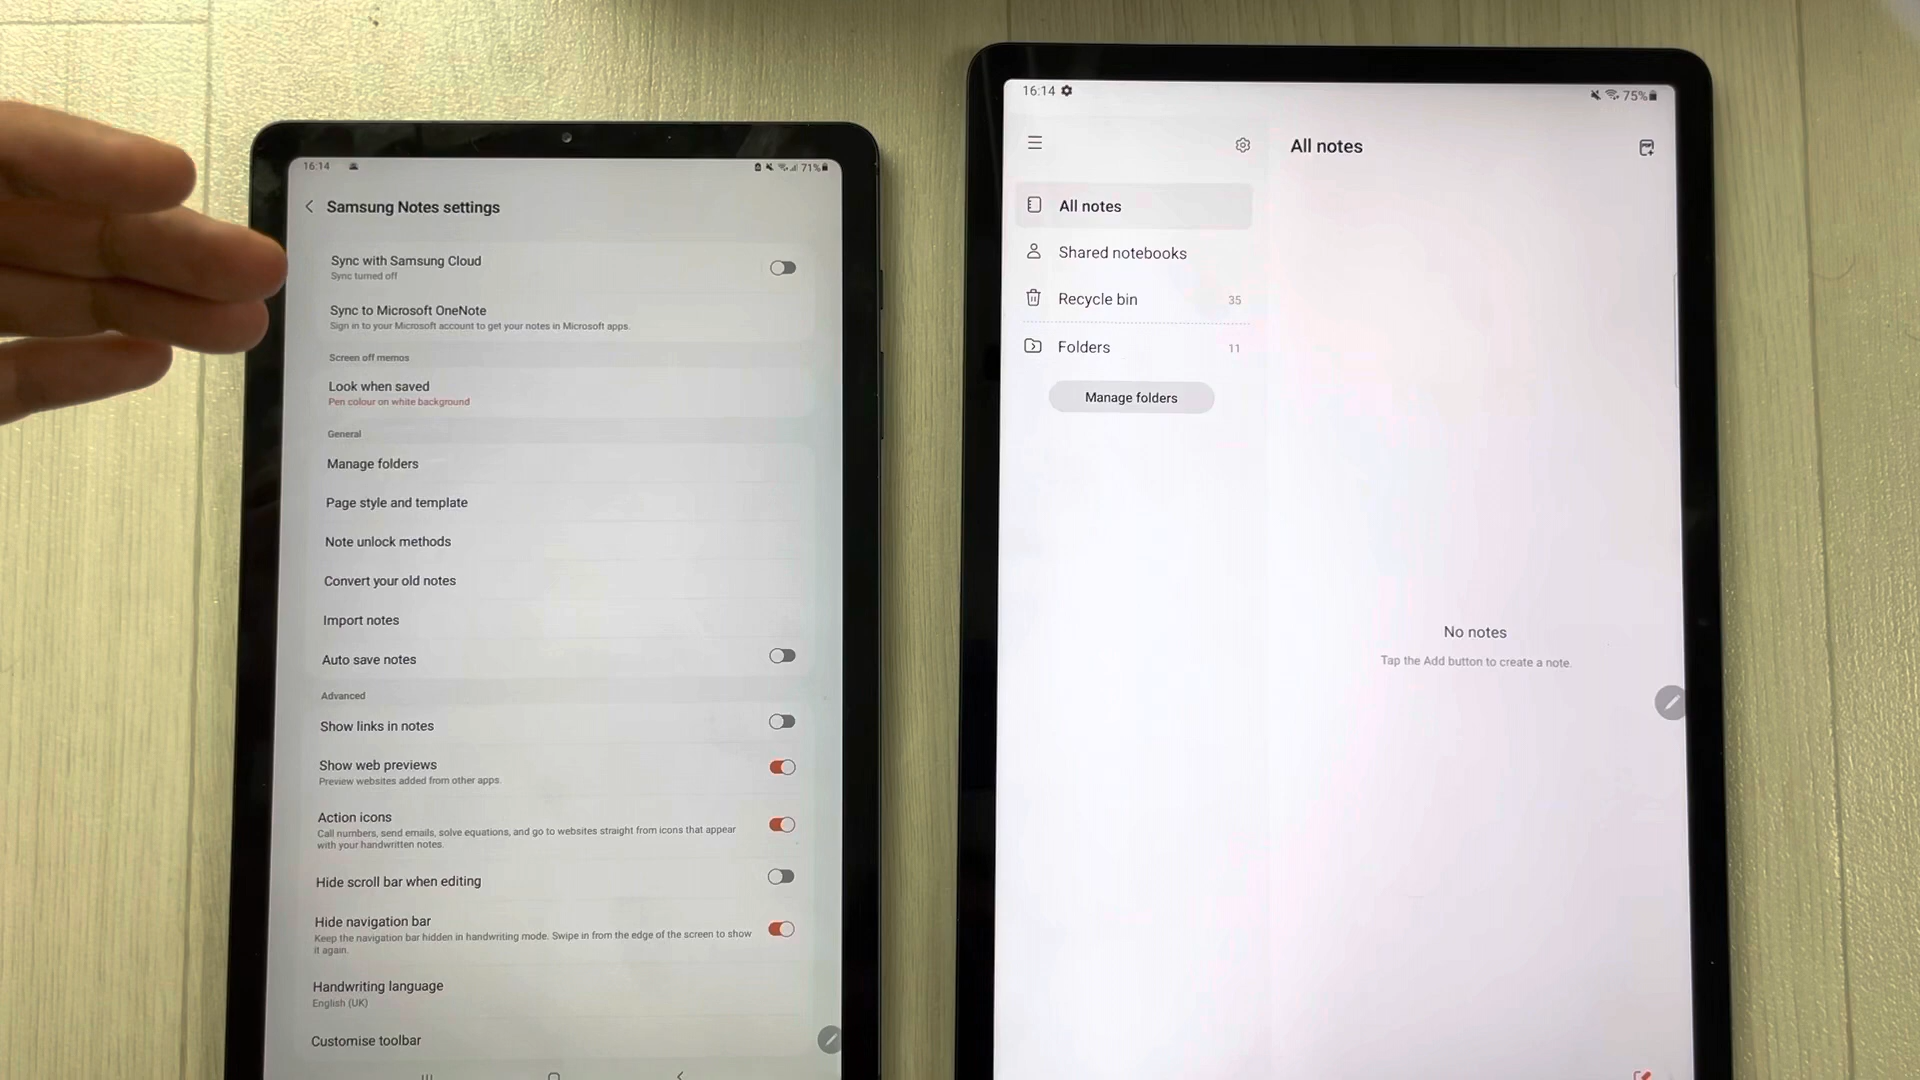 16:14
71%
Samsung Notes settings
Sync with Samsung Cloud
Sync turned off
Sync to Microsoft OneNote
Sign in to your Microsoft account to get your notes in Microsoft apps.
Screen off memos
Look when saved
Pen colour on white background
General
Manage folders
Page style and template
Note unlock methods
Convert your old notes
Import notes
Auto save notes
Advanced
Show links in notes
Show web previews
Preview websites added from other apps.
Action icons
Call numbers, send emails, solve equations, and go to websites straight from icons that appear
with your handwritten notes.
Hide scroll bar when editing
Hide navigation bar
Keep the navigation bar hidden in handwriting mode. Swipe in from the edge of the screen to show
it again.
Handwriting language
English (UK)
Customise toolbar
16:14
75%
All notes
Shared notebooks
Recycle bin 35
Folders 11
Manage folders
All notes
No notes
Tap the Add button to create a note.